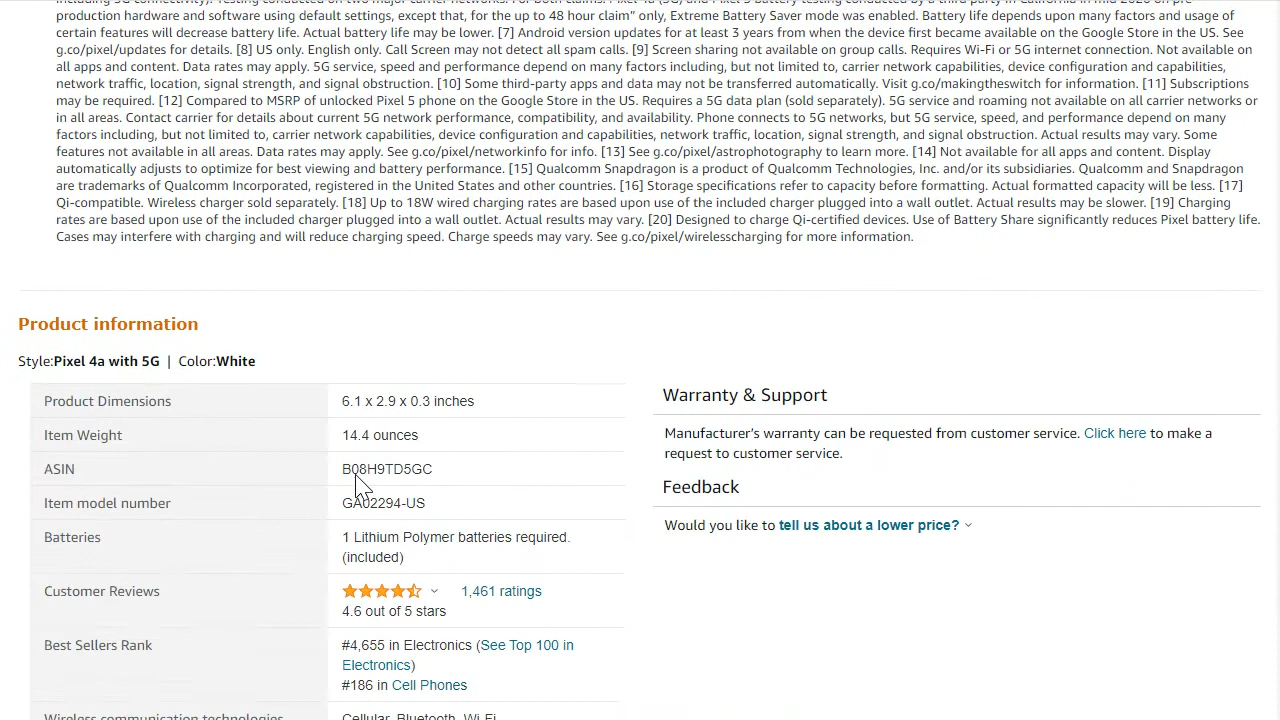 production hardware and software using default settings, except that, for the up to 48 hour claim” only, Extreme Battery Saver mode was enabled. Battery life depends upon many factors and usage of
certain features will decrease battery life. Actual battery life may be lower. [7] Android version updates for at least 3 years from when the device first became available on the Google Store in the US. See
g.co/pixel/updates for details. [8] US only. English only. Call Screen may not detect all spam calls. [9] Screen sharing not available on group calls. Requires Wi-Fi or 5G internet connection. Not available on
all apps and content. Data rates may apply. 5G service, speed and performance depend on many factors including, but not limited to, carrier network capabilities, device configuration and capabilities,
network traffic, location, signal strength, and signal obstruction. [10] Some third-party apps and data may not be transferred automatically. Visit g.co/makingtheswitch for information. [11] Subscriptions
may be required. [12] Compared to MSRP of unlocked Pixel 5 phone on the Google Store in the US. Requires a 5G data plan (sold separately). 5G service and roaming not available on all carrier networks or
in all areas. Contact carrier for details about current 5G network performance, compatibility, and availability. Phone connects to 5G networks, but 5G service, speed, and performance depend on many
factors including, but not limited to, carrier network capabilities, device configuration and capabilities, network traffic, location, signal strength, and signal obstruction. Actual results may vary. Some
features not available in all areas. Data rates may apply. See g.co/pixel/networkinfo for info. [13] See g.co/pixel/astrophotography to learn more. [14] Not available for all apps and content. Display
automatically adjusts to optimize for best viewing and battery performance. [15] Qualcomm Snapdragon is a product of Qualcomm Technologies, Inc. and/or its subsidiaries. Qualcomm and Snapdragon
are trademarks of Qualcomm Incorporated, registered in the United States and other countries. [16] Storage specifications refer to capacity before formatting. Actual formatted capacity will be less. [17]
Qi-compatible. Wireless charger sold separately. [18] Up to 18W wired charging rates are based upon use of the included charger plugged into a wall outlet. Actual results may be slower. [19] Charging
rates are based upon use of the included charger plugged into a wall outlet. Actual results may vary. [20] Designed to charge Qi-certified devices. Use of Battery Share significantly reduces Pixel battery life.
Cases may interfere with charging and will reduce charging speed. Charge speeds may vary. See g.co/pixel/wirelesscharging for more information.
Product information
Style:Pixel 4a with 5G | Color:White
Product Dimensions 6.1 x 2.9 x 0.3 inches
Item Weight 14.4 ounces
ASIN B08H9TD5GC
Item model number GA02294-US
Batteries 1 Lithium Polymer batteries required.
(included)
Customer Reviews 1,461 ratings
4.6 out of 5 stars
Best Sellers Rank #4,655 in Electronics (See Top 100 in
Electronics)
#186 in Cell Phones
Wireless communication technologies Cellular, Bluetooth, Wi-Fi
Warranty & Support
Manufacturer’s warranty can be requested from customer service. Click here to make a
request to customer service.
Feedback
Would you like to tell us about a lower price?